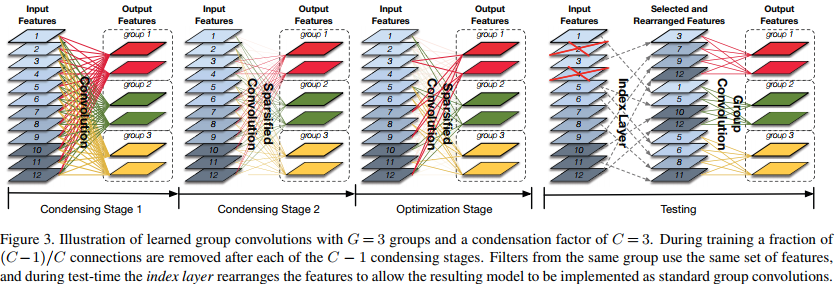 Input
Features
Output
Features
1
2
3
4
5
6
7
8
9
10
11
12
Convolution
group 1
group 2
group 3
Condensing Stage 1
Input
Features
Output
Features
1
2
3
4
5
6
7
8
9
10
11
12
Sparsified
Convolution
group 1
group 2
group 3
Condensing Stage 2
Input
Features
Output
Features
1
2
3
4
5
6
7
8
9
10
11
12
Sparsified
Convolution
group 1
group 2
group 3
Optimization Stage
Input
Features
Selected and
Rearranged Features
Output
Features
1
2
3
4
5
6
7
8
9
10
11
12
Index Layer
3
7
9
12
1
5
10
12
5
6
8
11
Group
Convolution
group 1
group 2
group 3
Testing
Figure 3. Illustration of learned group convolutions with G = 3 groups and a condensation factor of C = 3. During training a fraction of
(C−1)/C connections are removed after each of the C − 1 condensing stages. Filters from the same group use the same set of features,
and during test-time the index layer rearranges the features to allow the resulting model to be implemented as standard group convolutions.